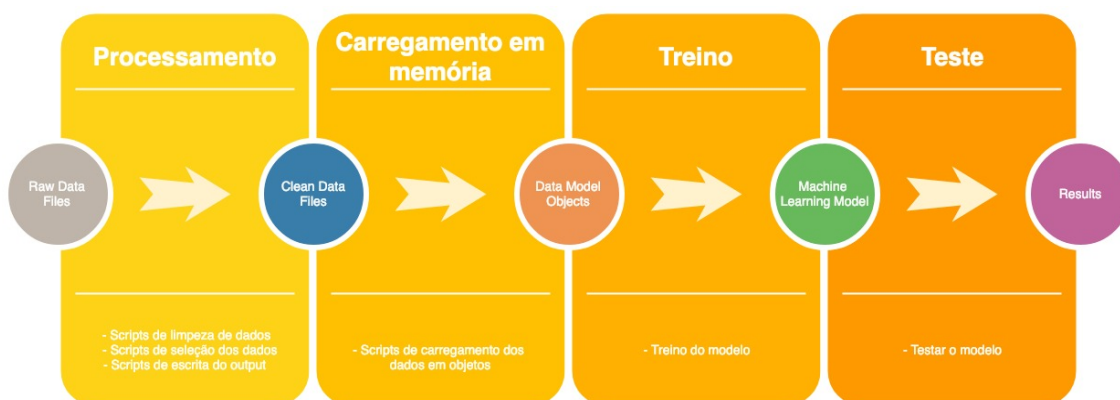 Processamento
Carregamento em
memória
Treino
Teste
Raw Data
Files
Clean Data
Files
Data Model
Objects
Machine
Learning Model
Results
- Scripts de limpeza de dados
- Scripts de seleção dos dados
- Scripts de escrita do output
- Scripts de carregamento dos
dados em objetos
- Treino do modelo
- Testar o modelo